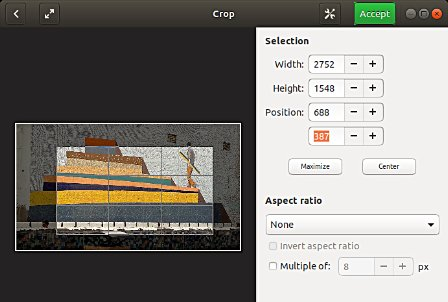 Crop
Accept
Selection
Width: 2752
Height: 1548
Position: 688
387
Maximize Center
Aspect ratio
None
Invert aspect ratio
Multiple of: 8 px